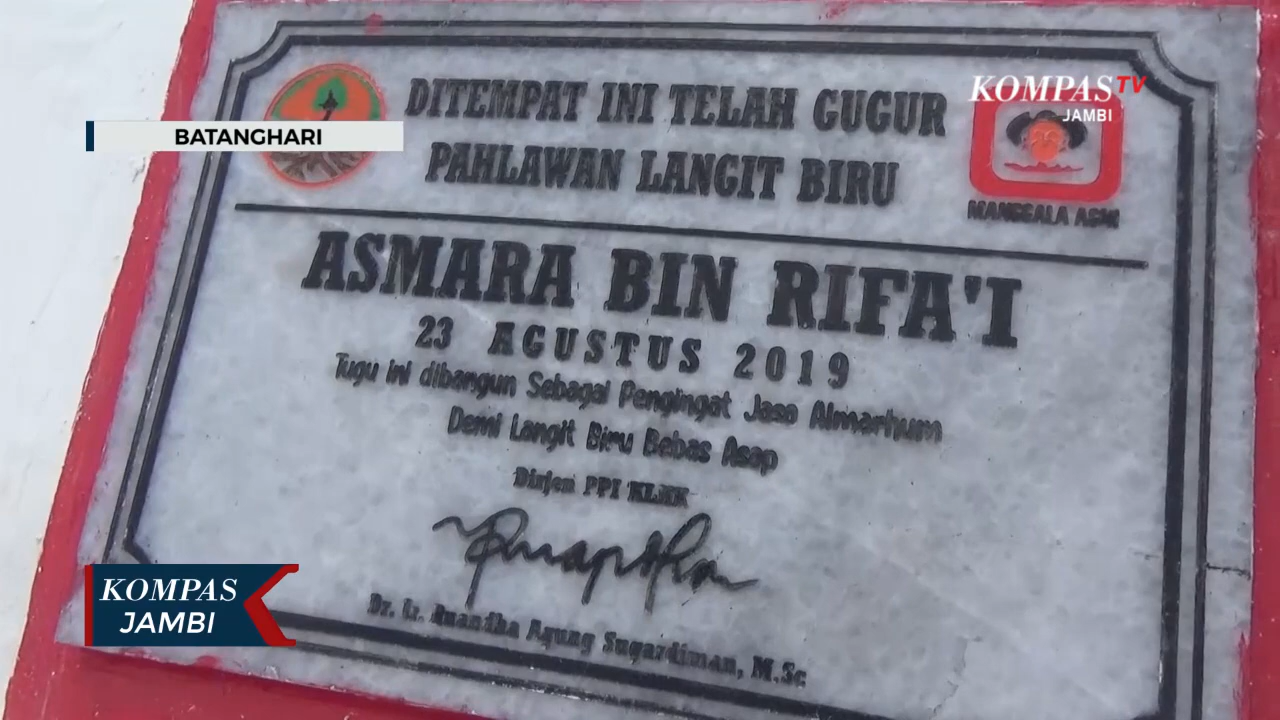 KOMPASTV
JAMBI
BATANGHARI
DITEMPAT INI TELAH GUGUR
PAHLAWAN LANGIT BIRU
MANGGALA AGNI
ASMARA BIN RIFA'I
23 AGUSTUS 2019
Tugu ini dibangun Sebagai Pengingat Jasa Almarhum
Demi Langit Biru Bebas Asap
Dirjen PPI KLHK
Dr. Ir. Ruandha Agung Sugardiman, M.Sc
KOMPAS
JAMBI